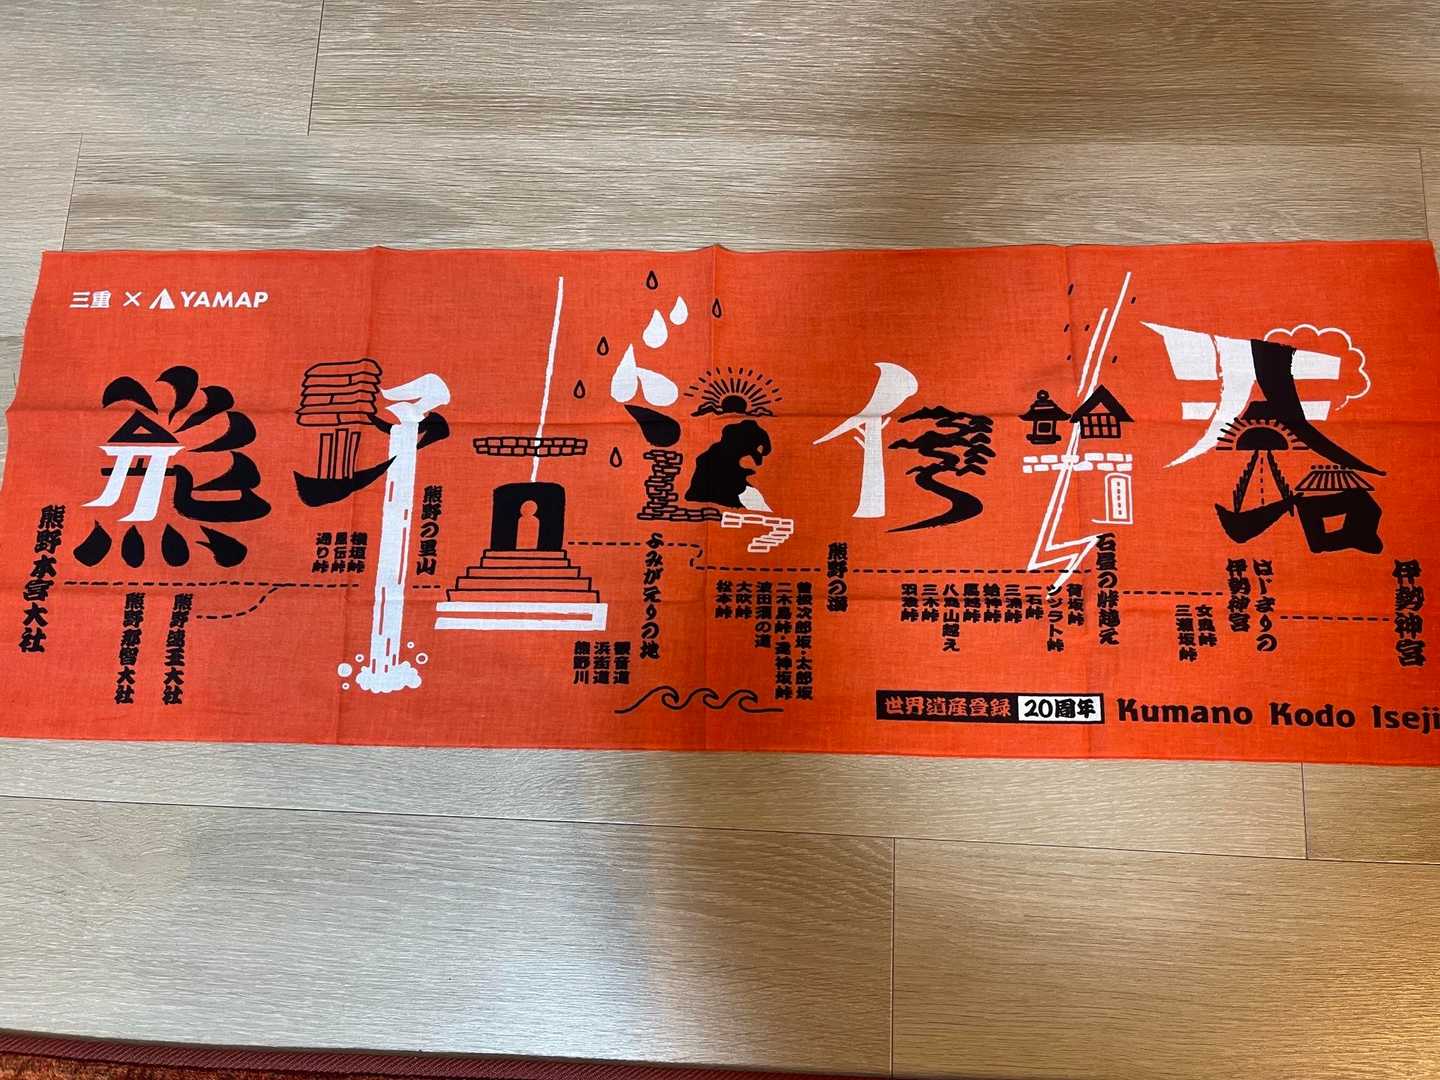 三重 × YAMAP
熊野古道伊勢路
伊勢神宮
はじまりの
伊勢神宮
女鬼峠
三瀬坂峠
石畳の峠越え
荷坂峠
ツヅラト峠
一石峠
三浦峠
始神峠
馬越峠
八鬼山越え
三木峠
羽後峠
熊野の
曽根次郎坂・太郎坂
二木島峠・逢神坂峠
波田須の道
大吹峠
松本峠
よみがえりの地
観音道
浜街道
熊野川
熊野の里山
横垣峠
風伝峠
通り峠
熊野速玉大社
熊野那智大社
熊野本宮大社
世界遺産登録 20周年 Kumano Kodo Iseji